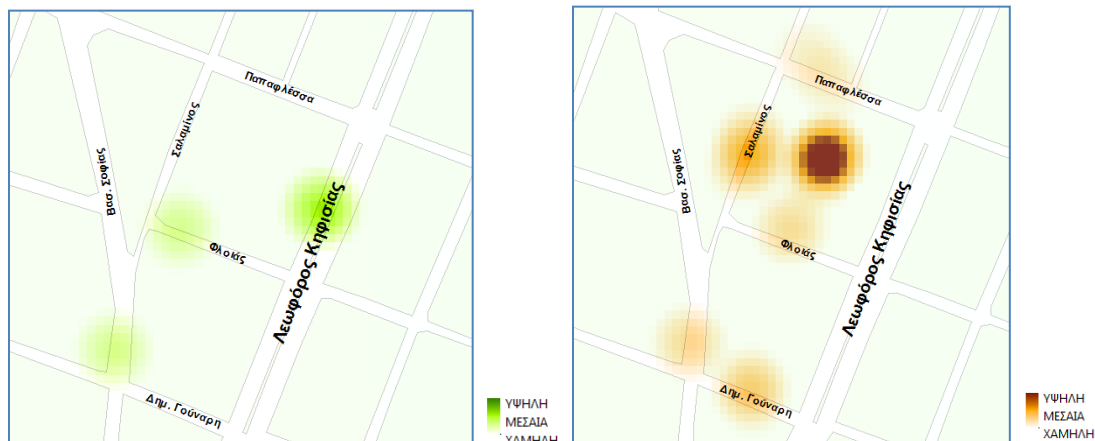 Παπαφλέσσα
Σαλαμίνος
Βασ. Σοφίας
Φλοιάς
Λεωφόρος Κηφισίας
Δημ. Γούναρη
ΥΨΗΛΗ
ΜΕΣΑΙΑ
ΧΑΜΗΛΗ
Παπαφλέσσα
Σαλαμίνος
Βασ. Σοφίας
Φλοιάς
Λεωφόρος Κηφισίας
Δημ. Γούναρη
ΥΨΗΛΗ
ΜΕΣΑΙΑ
ΧΑΜΗΛΗ